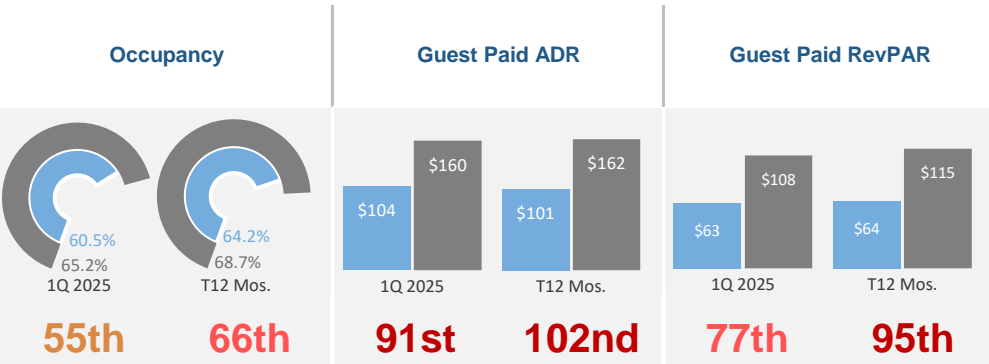 Occupancy
Guest Paid ADR
Guest Paid RevPAR
60.5%
65.2%
1Q 2025
64.2%
68.7%
T12 Mos.
$104
$160
1Q 2025
$101
$162
T12 Mos.
$63
$108
1Q 2025
$64
$115
T12 Mos.
55th
66th
91st
102nd
77th
95th